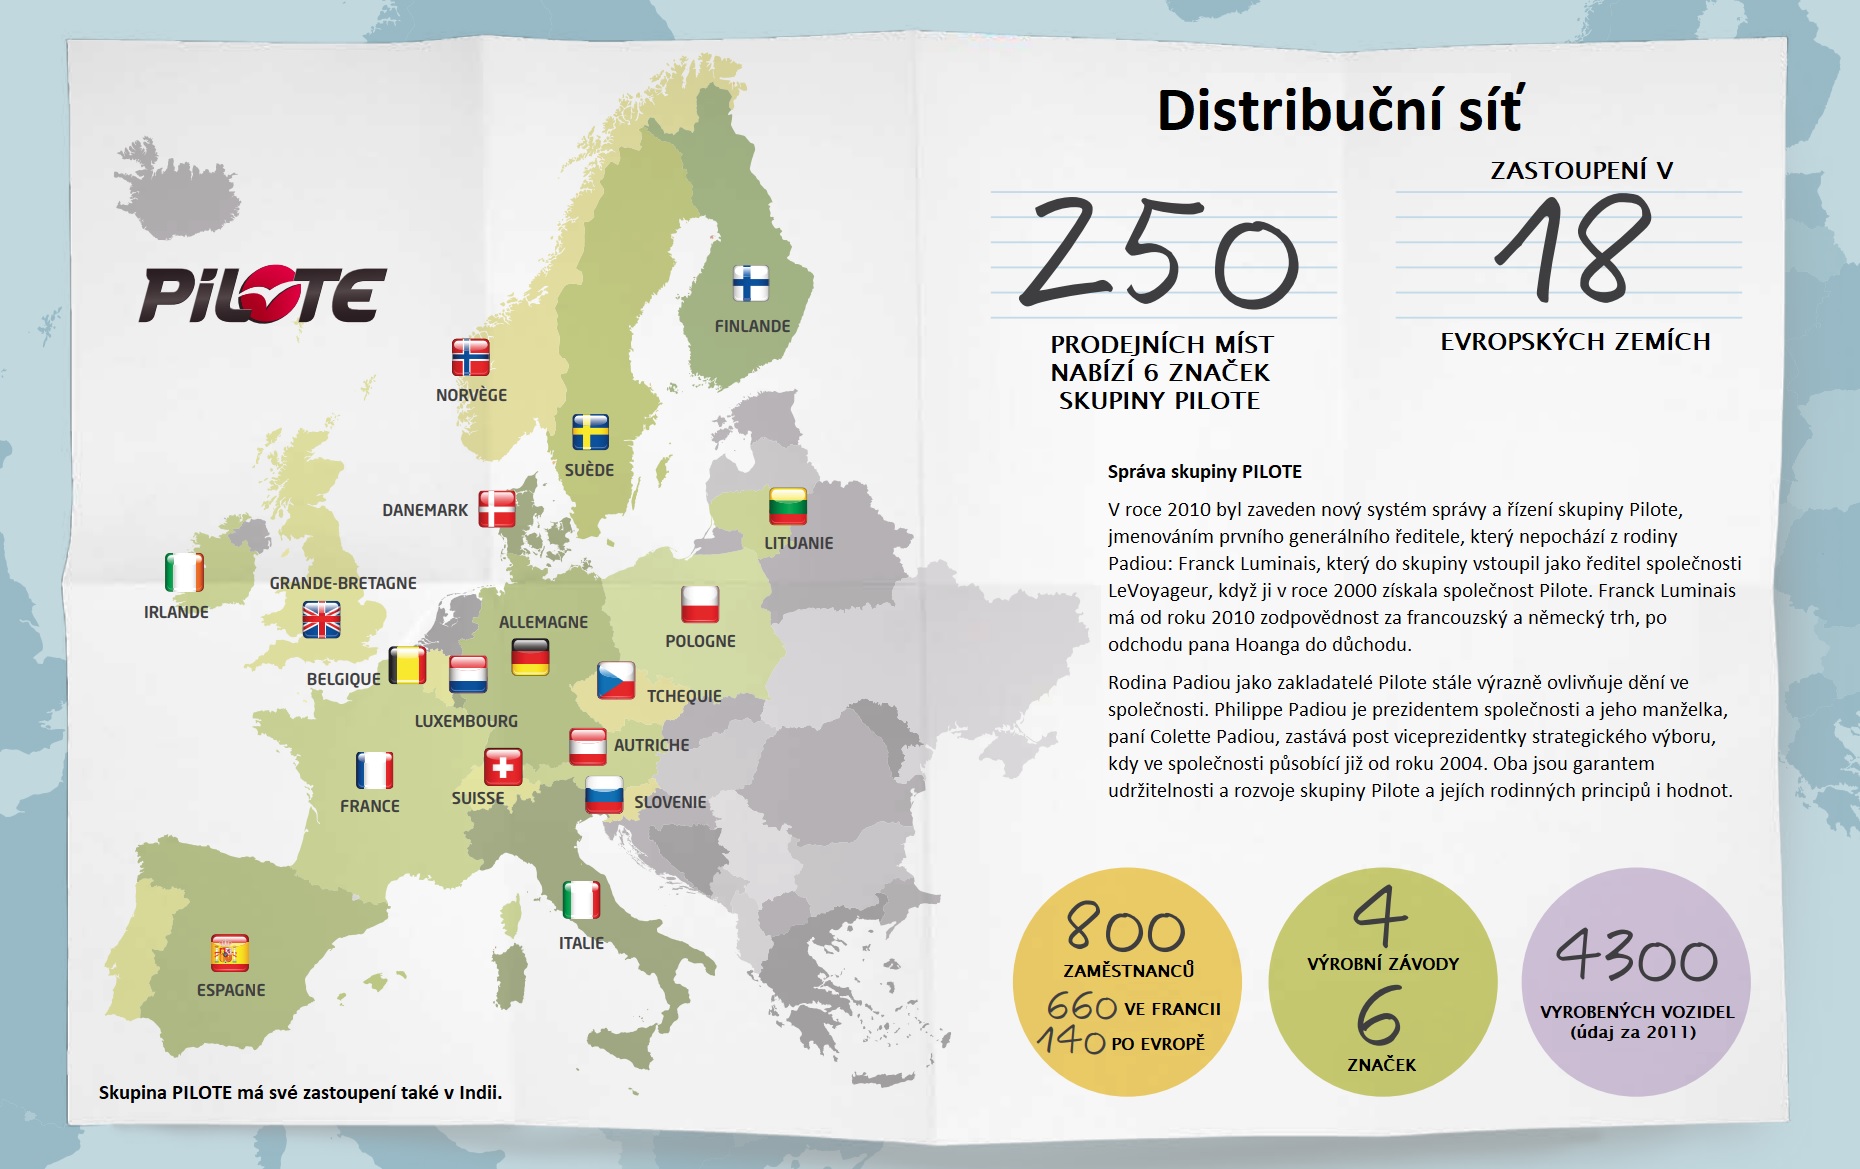 Distribuční síť
ZASTOUPENÍ V
250
18
PRODEJNÍCH MÍST
NABÍZÍ 6 ZNAČEK
SKUPINY PILOTE
EVROPSKÝCH ZEMÍCH
PiLOTE
FINLANDE
NORVÈGE
SUÈDE
DANEMARK
LITUANIE
IRLANDE
GRANDE-BRETAGNE
ALLEMAGNE
POLOGNE
BELGIQUE
TCHEQUIE
LUXEMBOURG
AUTRICHE
FRANCE
SUISSE
SLOVENIE
ITALIE
ESPAGNE
Skupina PILOTE má své zastoupení také v Indii.
Správa skupiny PILOTE
V roce 2010 byl zaveden nový systém správy a řízení skupiny Pilote,
jmenováním prvního generálního ředitele, který nepochází z rodiny
Padiou: Franck Luminais, který do skupiny vstoupil jako ředitel společnosti
LeVoyageur, když ji v roce 2000 získala společnost Pilote. Franck Luminais
má od roku 2010 zodpovědnost za francouzský a německý trh, po
odchodu pana Hoanga do důchodu.
Rodina Padiou jako zakladatelé Pilote stále výrazně ovlivňuje dění ve
společnosti. Philippe Padiou je prezidentem společnosti a jeho manželka,
paní Colette Padiou, zastává post viceprezidentky strategického výboru,
kdy ve společnosti působící již od roku 2004. Oba jsou garantem
udržitelnosti a rozvoje skupiny Pilote a jejích rodinných principů i hodnot.
800
ZAMĚSTNANCŮ
660 VE FRANCII
140 PO EVROPĚ
4
VÝROBNÍ ZÁVODY
6
ZNAČEK
4300
VYROBENÝCH VOZIDEL
(údaj za 2011)